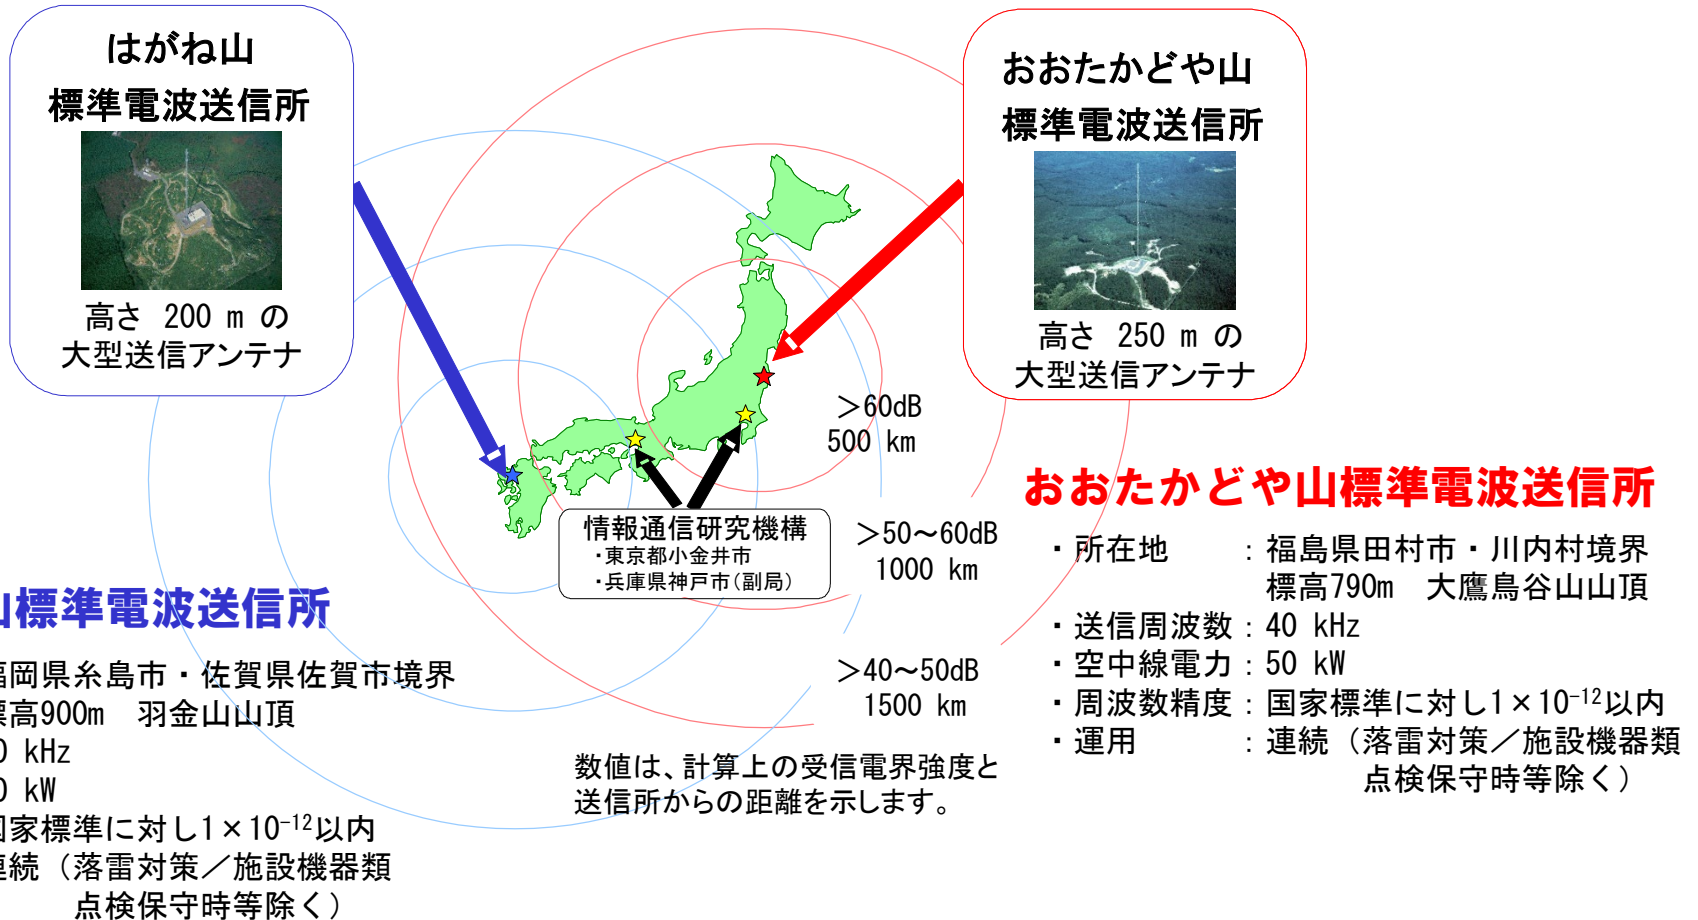 はがね山
標準電波送信所
高さ 200 m の
大型送信アンテナ
おおたかどや山
標準電波送信所
高さ 250 m の
大型送信アンテナ
>60dB
500 km
>50~60dB
1000 km
>40~50dB
1500 km
情報通信研究機構
・東京都小金井市
・兵庫県神戸市(副局)
数値は、計算上の受信電界強度と
送信所からの距離を示します。
おおたかどや山標準電波送信所
・所在地 : 福島県田村市・川内村境界
標高790m 大鷹鳥谷山山頂
・送信周波数 : 40 kHz
・空中線電力 : 50 kW
・周波数精度 : 国家標準に対し1×10⁻¹²以内
・運用 : 連続(落雷対策/施設機器類
点検保守時等除く)
山標準電波送信所
福岡県糸島市・佐賀県佐賀市境界
標高900m 羽金山山頂
0 kHz
0 kW
国家標準に対し1×10⁻¹²以内
連続(落雷対策/施設機器類
点検保守時等除く)